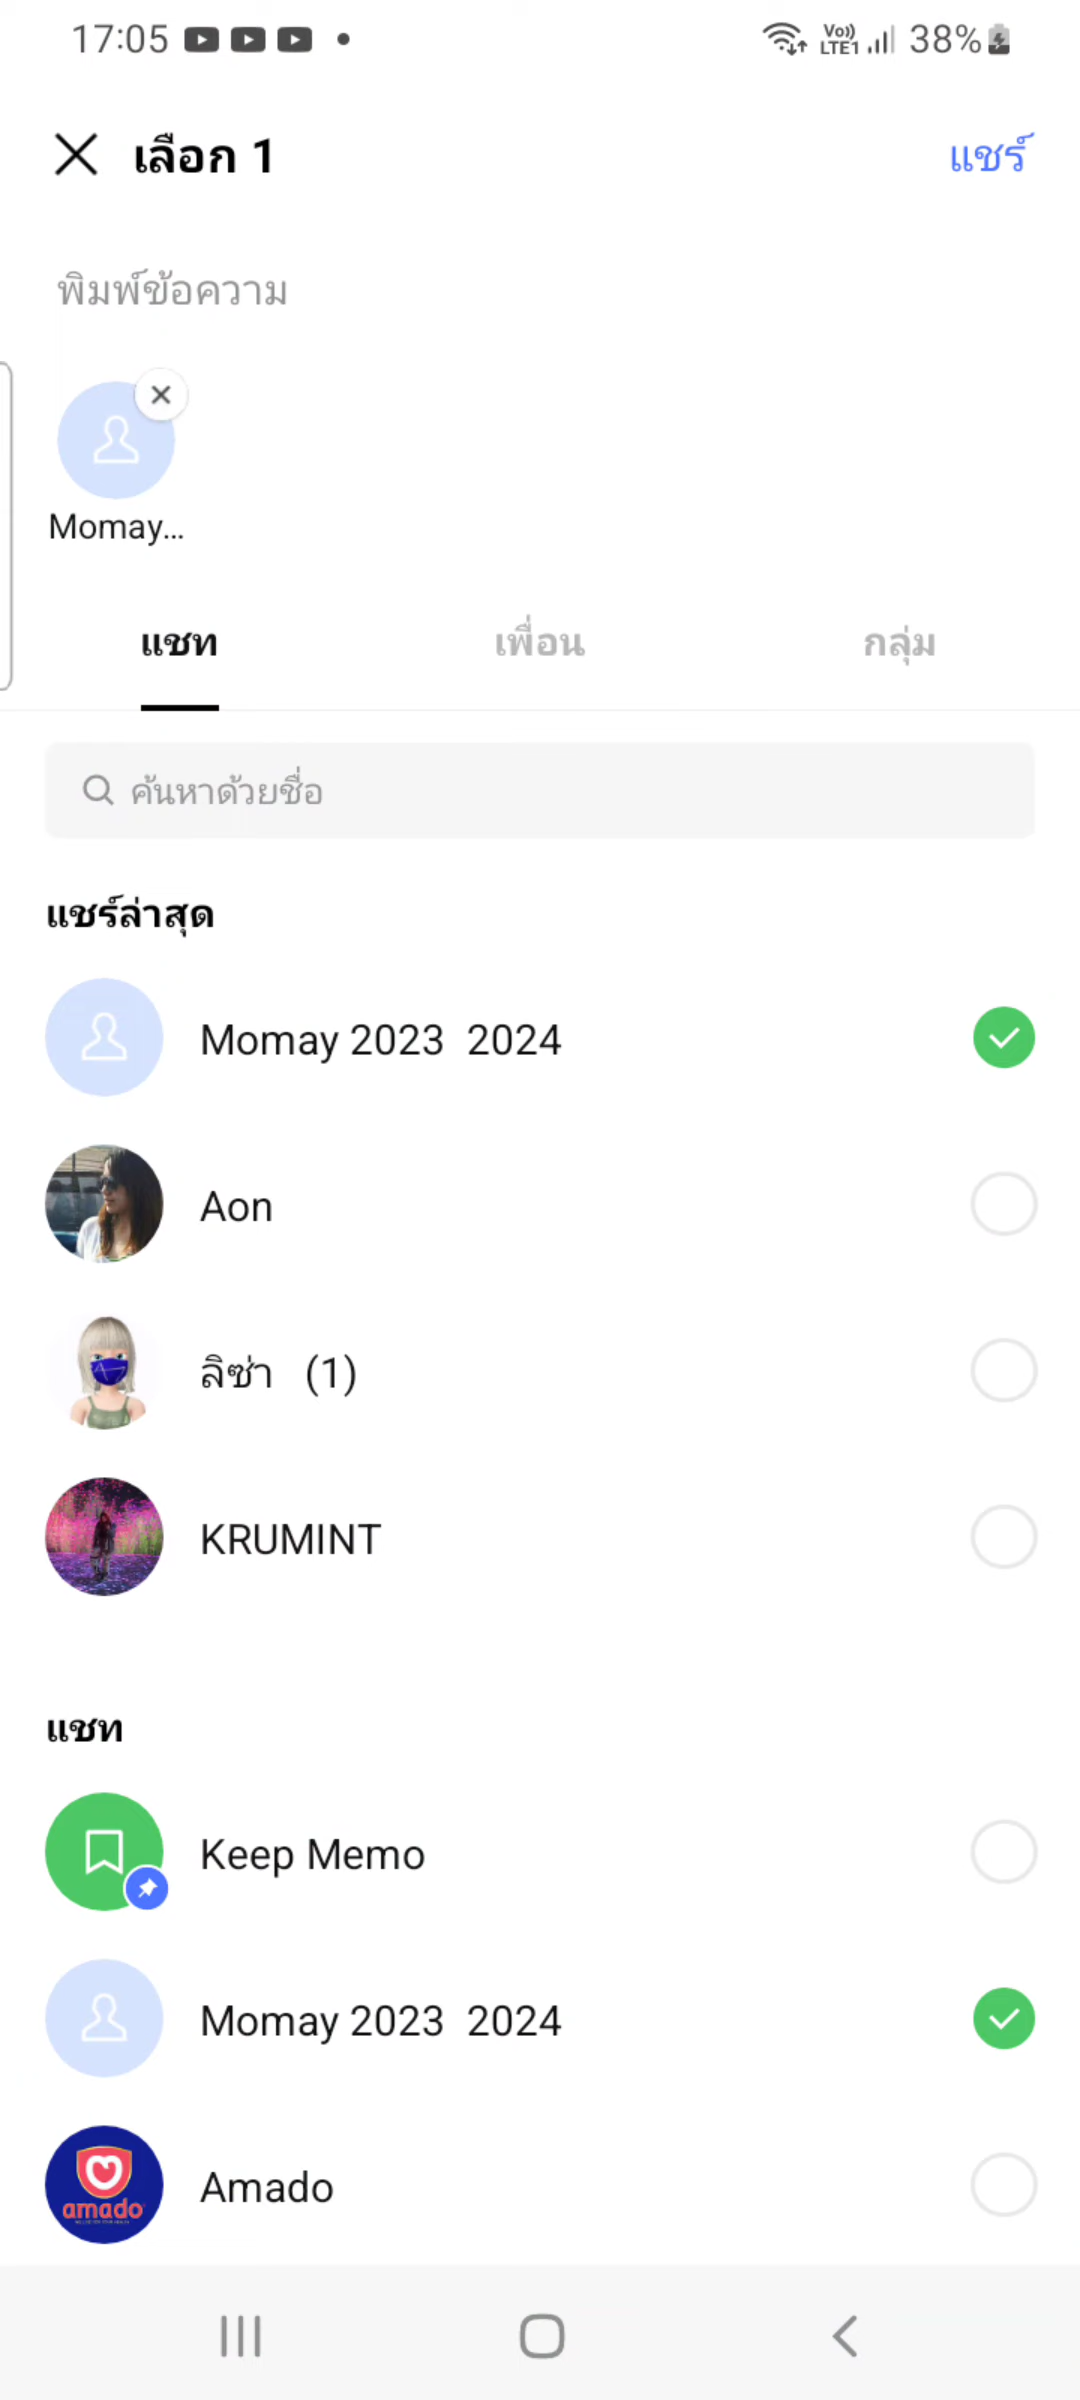 17:05
Vo)) LTE1 38%
เลือก 1
แชร์
พิมพ์ข้อความ
Momay...
แชท เพื่อน กลุ่ม
ค้นหาด้วยชื่อ
แชร์ล่าสุด
Momay 2023 2024
Aon
ลิซ่า (1)
KRUMINT
แชท
Keep Memo
Momay 2023 2024
amado
Amado